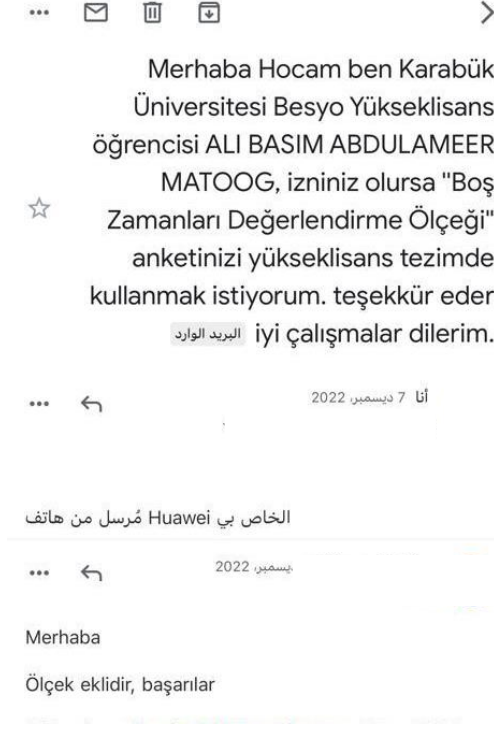 Merhaba Hocam ben Karabük
Üniversitesi Besyo Yükseklisans
öğrencisi ALI BASIM ABDULAMEER
MATOOG, izniniz olursa "Boş
Zamanları Değerlendirme Ölçeği"
anketinizi yükseklisans tezimde
kullanmak istiyorum. teşekkür eder
iyi çalışmalar dilerim. البريد الوارد
أنا 7 ديسمبر، 2022
الخاص بي Huawei مُرسل من هاتف
يسمبر، 2022
Merhaba
Ölçek eklidir, başarılar